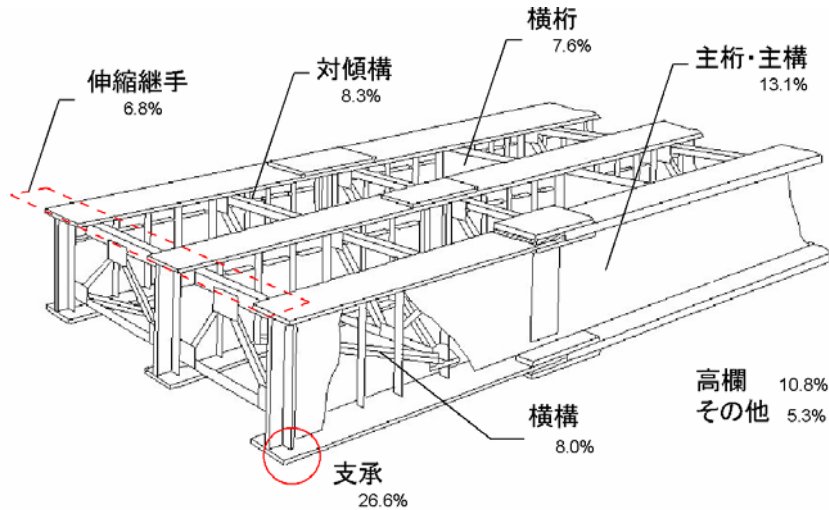 横桁
7.6%
主桁・主構
13.1%
対傾構
8.3%
伸縮継手
6.8%
高欄 10.8%
その他 5.3%
横構
8.0%
支承
26.6%